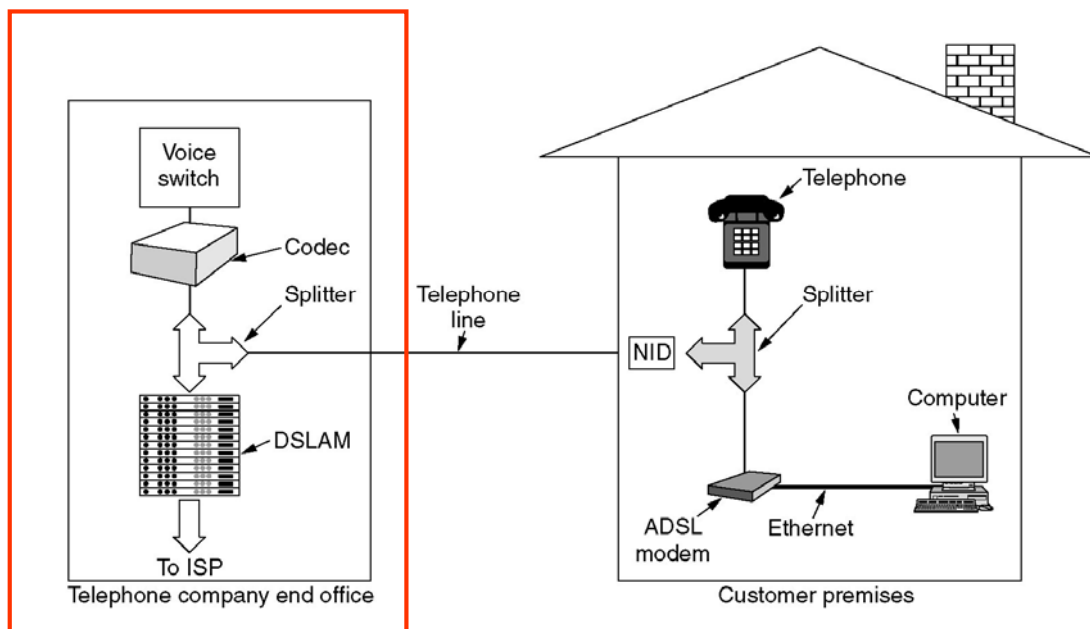 Voice
switch
Codec
Splitter
DSLAM
To ISP
Telephone company end office
Telephone
line
Telephone
Splitter
NID
Computer
ADSL
modem
Ethernet
Customer premises